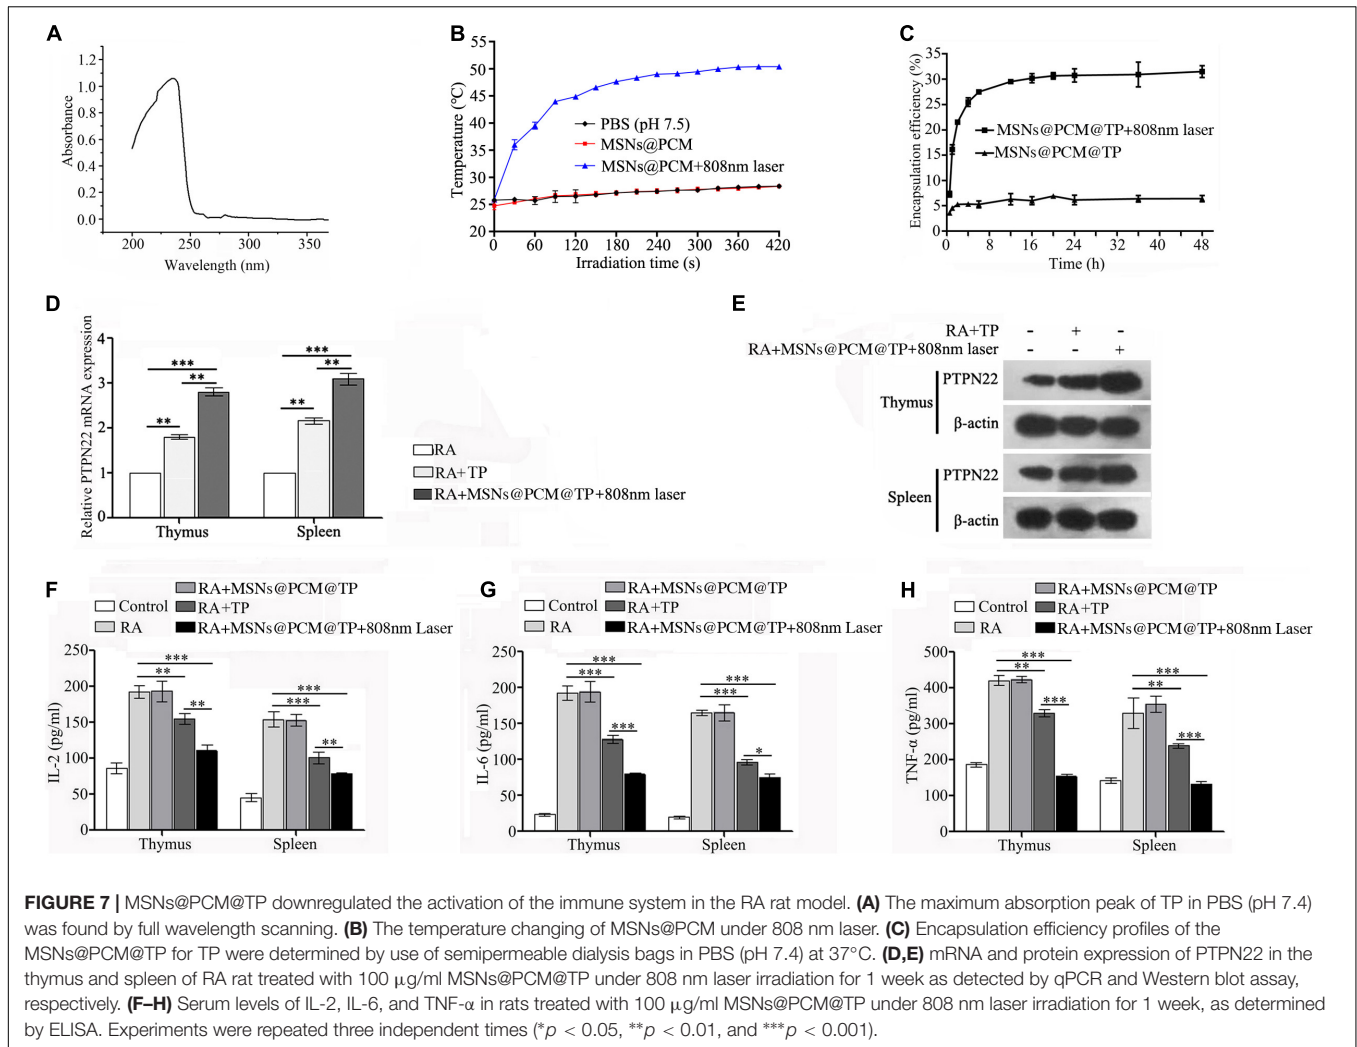 A
1.2
1.0
0.8
0.6
0.4
0.2
0.0
Absorbance
200
250
300
350
Wavelength (nm)
B
55
50
45
40
35
30
25
20
Temperature (°C)
PBS (pH 7.5)
MSNs@PCM
MSNs@PCM+808nm laser
0
60
120
180
240
300
360
420
Irradiation time (s)
C
35
30
25
20
15
10
5
0
Encapsulation efficiency (%)
MSNs@PCM@TP+808nm laser
MSNs@PCM@TP
0
8
16
24
32
40
48
Time (h)
D
4
3
2
1
0
Relative PTPN22 mRNA expression
***
**
**
***
**
**
Thymus
Spleen
RA
RA+TP
RA+MSNs@PCM@TP+808nm laser
E
RA+TP - + -
RA+MSNs@PCM@TP+808nm laser - - +
Thymus
PTPN22
β-actin
Spleen
PTPN22
β-actin
F
RA+MSNs@PCM@TP
Control
RA+TP
RA
RA+MSNs@PCM@TP+808nm Laser
250
200
150
100
50
0
IL-2 (pg/ml)
***
**
**
***
***
**
Thymus
Spleen
G
RA+MSNs@PCM@TP
Control
RA+TP
RA
RA+MSNs@PCM@TP+808nm Laser
250
200
150
100
50
0
IL-6 (pg/ml)
***
***
***
***
***
*
Thymus
Spleen
H
RA+MSNs@PCM@TP
Control
RA+TP
RA
RA+MSNs@PCM@TP+808nm Laser
500
400
300
200
100
0
TNF-α (pg/ml)
***
**
***
***
**
***
Thymus
Spleen
FIGURE 7 | MSNs@PCM@TP downregulated the activation of the immune system in the RA rat model. (A) The maximum absorption peak of TP in PBS (pH 7.4)
was found by full wavelength scanning. (B) The temperature changing of MSNs@PCM under 808 nm laser. (C) Encapsulation efficiency profiles of the
MSNs@PCM@TP for TP were determined by use of semipermeable dialysis bags in PBS (pH 7.4) at 37°C. (D,E) mRNA and protein expression of PTPN22 in the
thymus and spleen of RA rat treated with 100 μg/ml MSNs@PCM@TP under 808 nm laser irradiation for 1 week as detected by qPCR and Western blot assay,
respectively. (F–H) Serum levels of IL-2, IL-6, and TNF-α in rats treated with 100 μg/ml MSNs@PCM@TP under 808 nm laser irradiation for 1 week, as determined
by ELISA. Experiments were repeated three independent times (*p < 0.05, **p < 0.01, and ***p < 0.001).